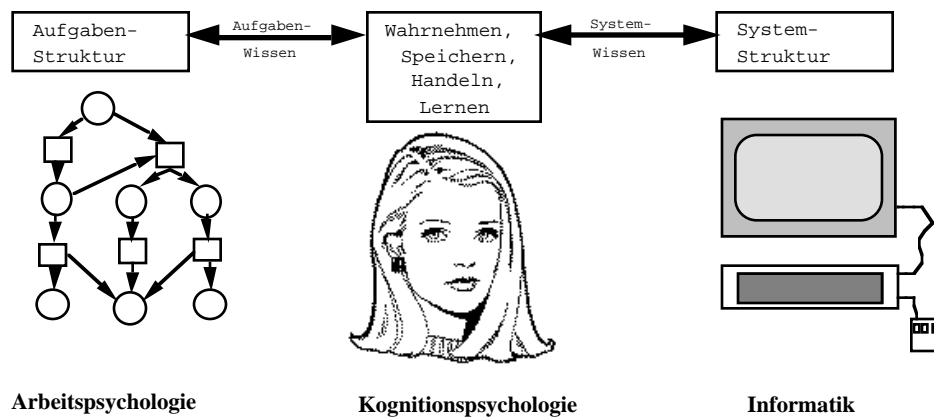 Aufgaben-
Struktur
Aufgaben-
Wissen
Wahrnehmen,
Speichern,
Handeln,
Lernen
System-
Wissen
System-
Struktur
Arbeitspsychologie
Kognitionspsychologie
Informatik